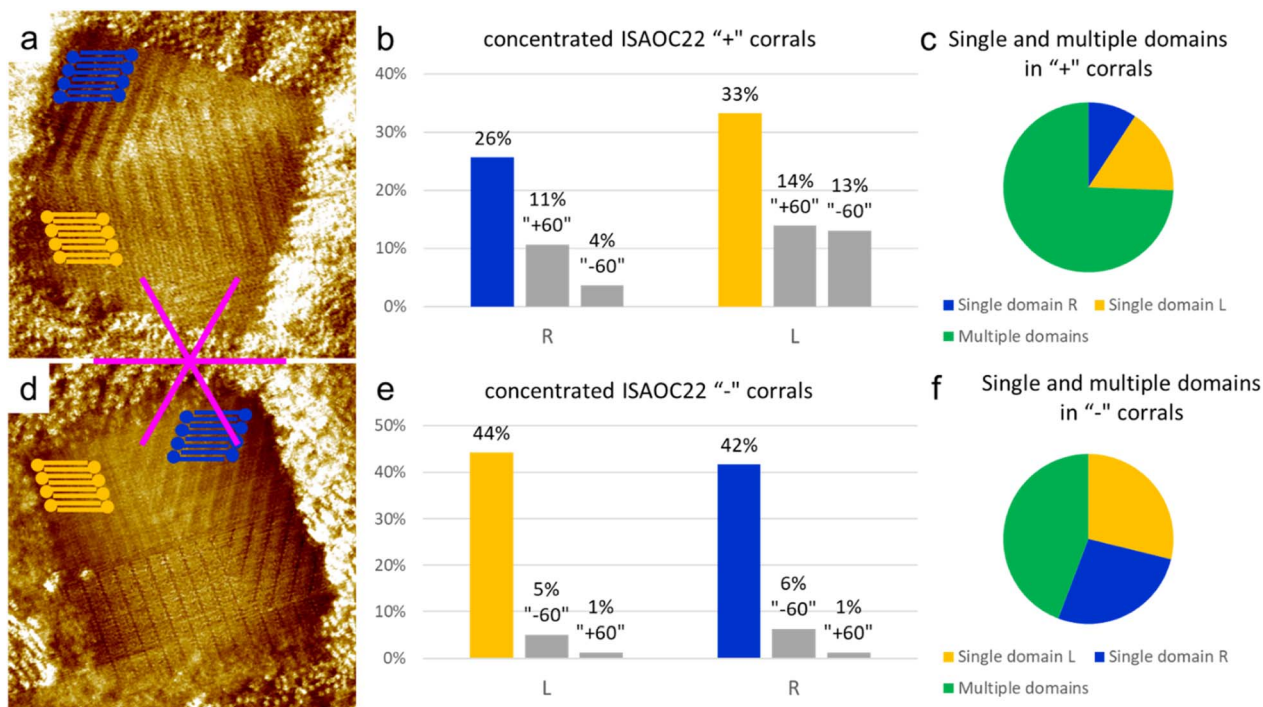 a
b
concentrated ISAOC22 “+" corrals
40%
30%
20%
10%
0%
26%
11%
"+60"
4%
"-60"
33%
14%
"+60"
13%
"-60"
R
L
c
Single and multiple domains
in “+" corrals
Single domain R
Single domain L
Multiple domains
d
e
concentrated ISAOC22 “-" corrals
50%
40%
30%
20%
10%
0%
44%
5%
"-60"
1%
"+60"
42%
6%
"-60"
1%
"+60"
L
R
f
Single and multiple domains
in “-" corrals
Single domain L
Single domain R
Multiple domains